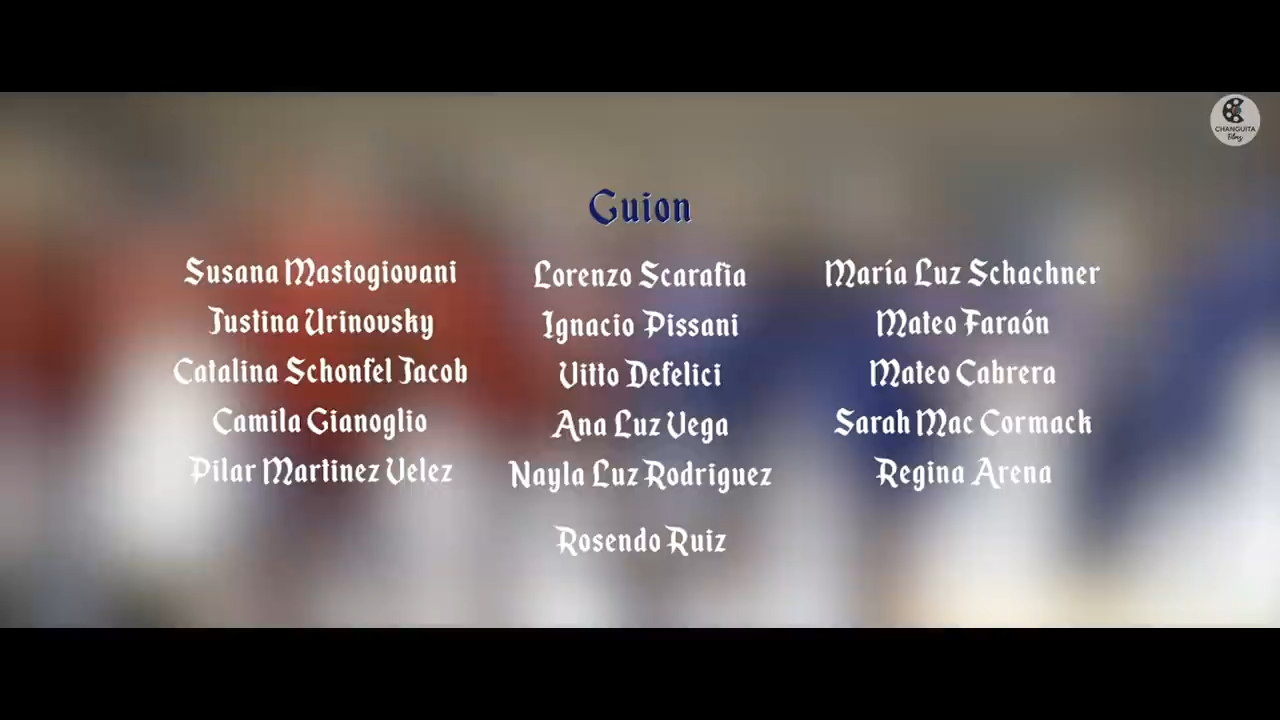 CHANGUITA
Films
Guion
Susana Mastogiovani
Justina Urinovsky
Catalina Schonfel Jacob
Camila Gianoglio
Pilar Martinez Velez
Lorenzo Scarafia
Ignacio Pissani
Vitto Defelici
Ana Luz Vega
Nayla Luz Rodriguez
María Luz Schachner
Mateo Faraón
Mateo Cabrera
Sarah Mac Cormack
Regina Arena
Rosendo Ruiz